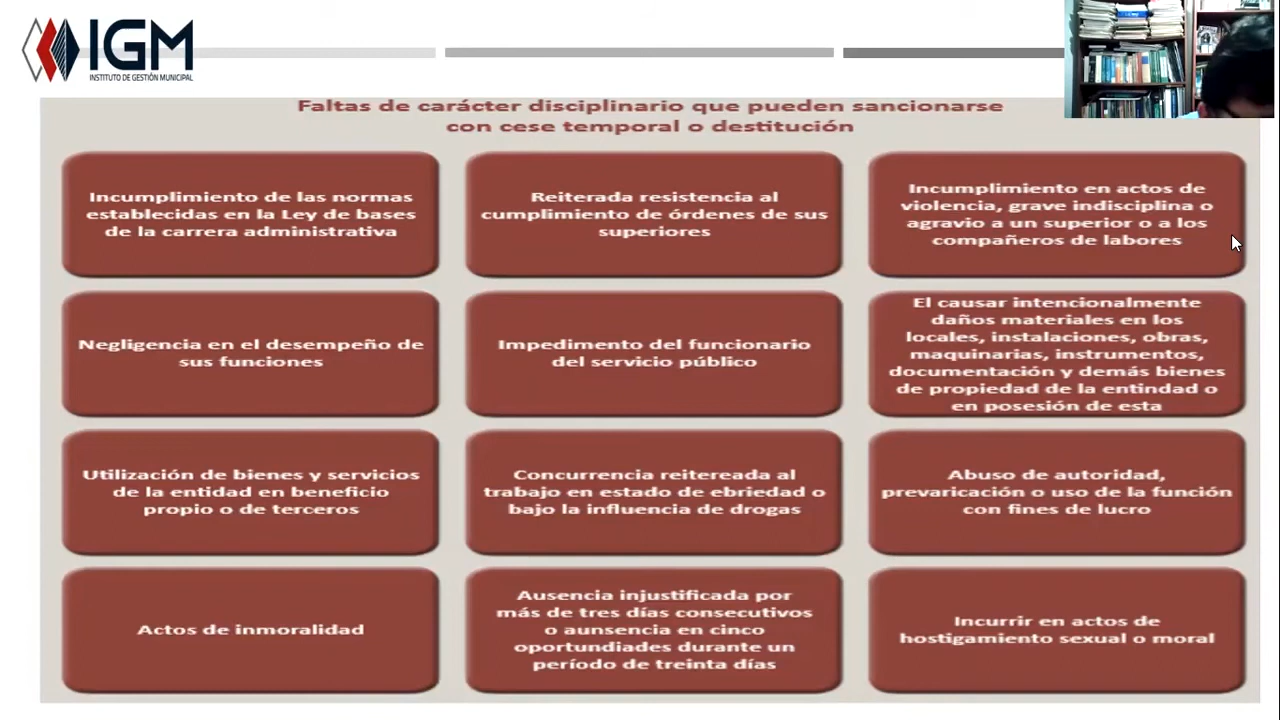 IGM
INSTITUTO DE GESTIÓN MUNICIPAL
Faltas de carácter disciplinario que pueden sancionarse
con cese temporal o destitución
Incumplimiento de las normas
establecidas en la Ley de bases
de la carrera administrativa
Reiterada resistencia al
cumplimiento de órdenes de sus
superiores
Incumplimiento en actos de
violencia, grave indisciplina o
agravio a un superior o a los
compañeros de labores
Negligencia en el desempeño de
sus funciones
Impedimento del funcionario
del servicio público
El causar intencionalmente
daños materiales en los
locales, instalaciones, obras,
maquinarias, instrumentos,
documentación y demás bienes
de propiedad de la entindad o
en posesión de esta
Utilización de bienes y servicios
de la entidad en beneficio
propio o de terceros
Concurrencia reitereada al
trabajo en estado de ebriedad o
bajo la influencia de drogas
Abuso de autoridad,
prevaricación o uso de la función
con fines de lucro
Actos de inmoralidad
Ausencia injustificada por
más de tres días consecutivos
o aunsencia en cinco
oportundiades durante un
período de treinta días
Incurrir en actos de
hostigamiento sexual o moral